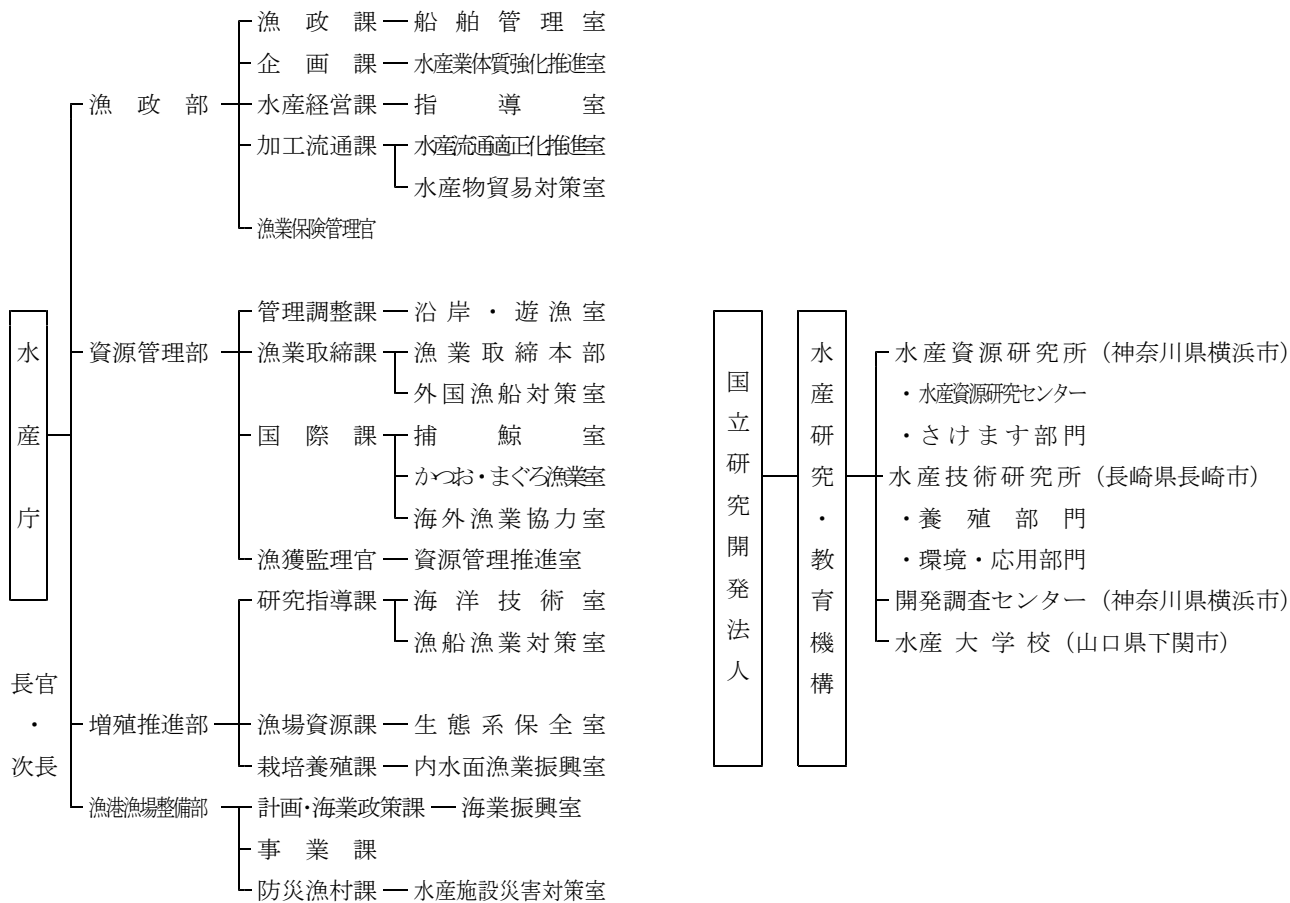 漁政課 船舶管理室
企画課 水産業体質強化推進室
漁政部 水産経営課 指導室
加工流通課 水産流通適正化推進室
水産物貿易対策室
漁業保険管理官
管理調整課 沿岸・遊漁室
資源管理部 漁業取締課 漁業取締本部
外国漁船対策室
国際課 捕鯨室
かつお・まぐろ漁業室
海外漁業協力室
漁獲監理官 資源管理推進室
水産庁
研究指導課 海洋技術室
漁船漁業対策室
長官・次長
増殖推進部 漁場資源課 生態系保全室
栽培養殖課 内水面漁業振興室
漁港漁場整備部 計画・海業政策課 海業振興室
事業課
防災漁村課 水産施設災害対策室
国立研究開発法人
水産研究・教育機構
水産資源研究所（神奈川県横浜市）
・水産資源研究センター
・さけます部門
水産技術研究所（長崎県長崎市）
・養殖部門
・環境・応用部門
開発調査センター（神奈川県横浜市）
水産大学校（山口県下関市）